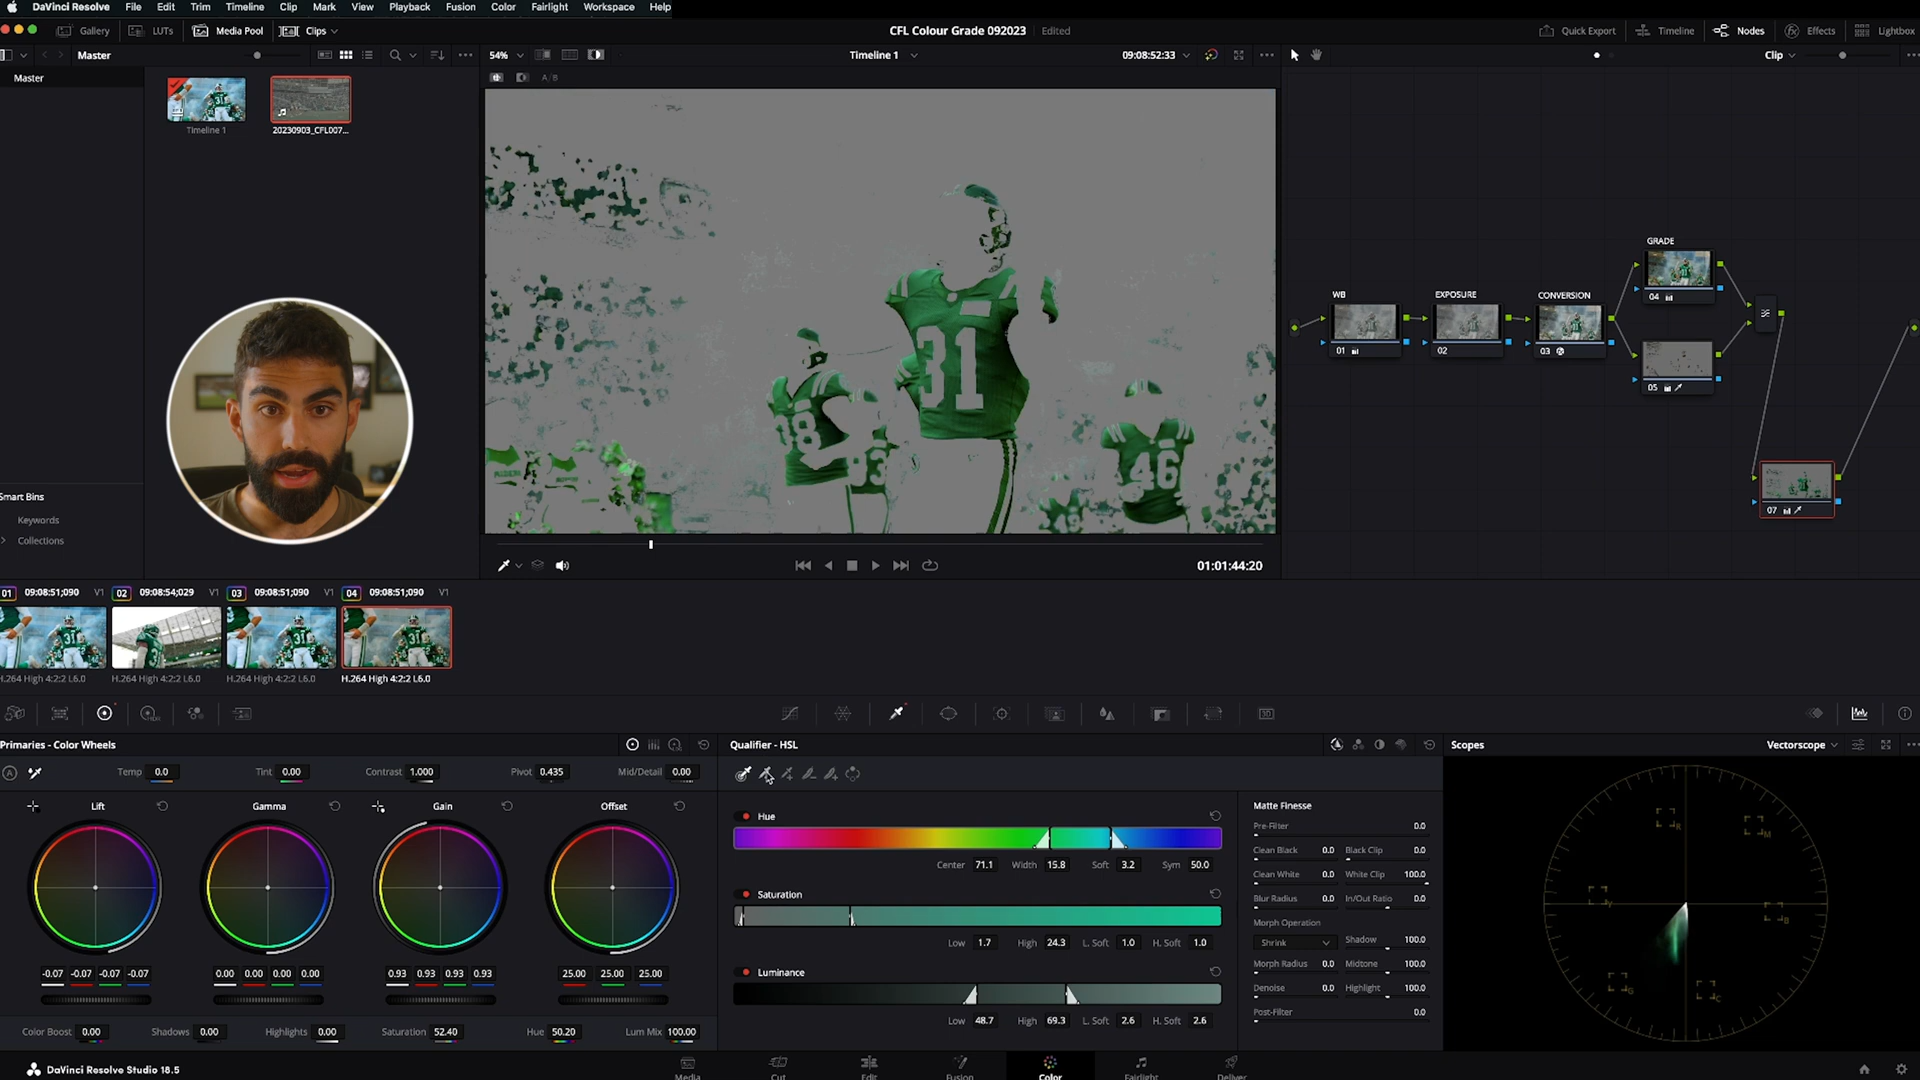 DaVinci Resolve File Edit Trim Timeline Clip Mark View Playback Fusion Color Fairlight Workspace Help
Gallery LUTs Media Pool Clips CFL Colour Grade 092023 Edited Quick Export Timeline Nodes Effects Lightbox
Master 54% Timeline 1 09:08:52:33 Clip
A/B
Master
Timeline 1 20230903_CFL007...
GRADE
04
WB EXPOSURE CONVERSION
01 02 03
05
07
31
98
93
46
Smart Bins
Keywords
Collections
01:01:44:20
01 09:08:51;090 V1 02 09:08:54;029 V1 03 09:08:51;090 V1 04 09:08:51;090 V1
H.264 High 4:2:2 L6.0 H.264 High 4:2:2 L6.0 H.264 High 4:2:2 L6.0 H.264 High 4:2:2 L6.0
3D
Primaries - Color Wheels Qualifier - HSL Scopes Vectorscope
A Temp 0.0 Tint 0.00 Contrast 1.000 Pivot 0.435 Mid/Detail 0.00
Lift Gamma Gain Offset
-0.07 -0.07 -0.07 -0.07 0.00 0.00 0.00 0.00 0.93 0.93 0.93 0.93 25.00 25.00 25.00
Color Boost 0.00 Shadows 0.00 Highlights 0.00 Saturation 52.40 Hue 50.20 Lum Mix 100.00
Hue
Center 71.1 Width 15.8 Soft 3.2 Sym 50.0
Saturation
Low 1.7 High 24.3 L. Soft 1.0 H. Soft 1.0
Luminance
Low 48.7 High 69.3 L. Soft 2.6 H. Soft 2.6
Matte Finesse
Pre-Filter 0.0
Clean Black 0.0 Black Clip 0.0
Clean White 0.0 White Clip 100.0
Blur Radius 0.0 In/Out Ratio 0.0
Morph Operation
Shrink Shadow 100.0
Morph Radius 0.0 Midtone 100.0
Denoise 0.0 Highlight 100.0
Post-Filter 0.0
R M
Y B
G C
DaVinci Resolve Studio 18.5 Media Cut Edit Fusion Color Fairlight Deliver